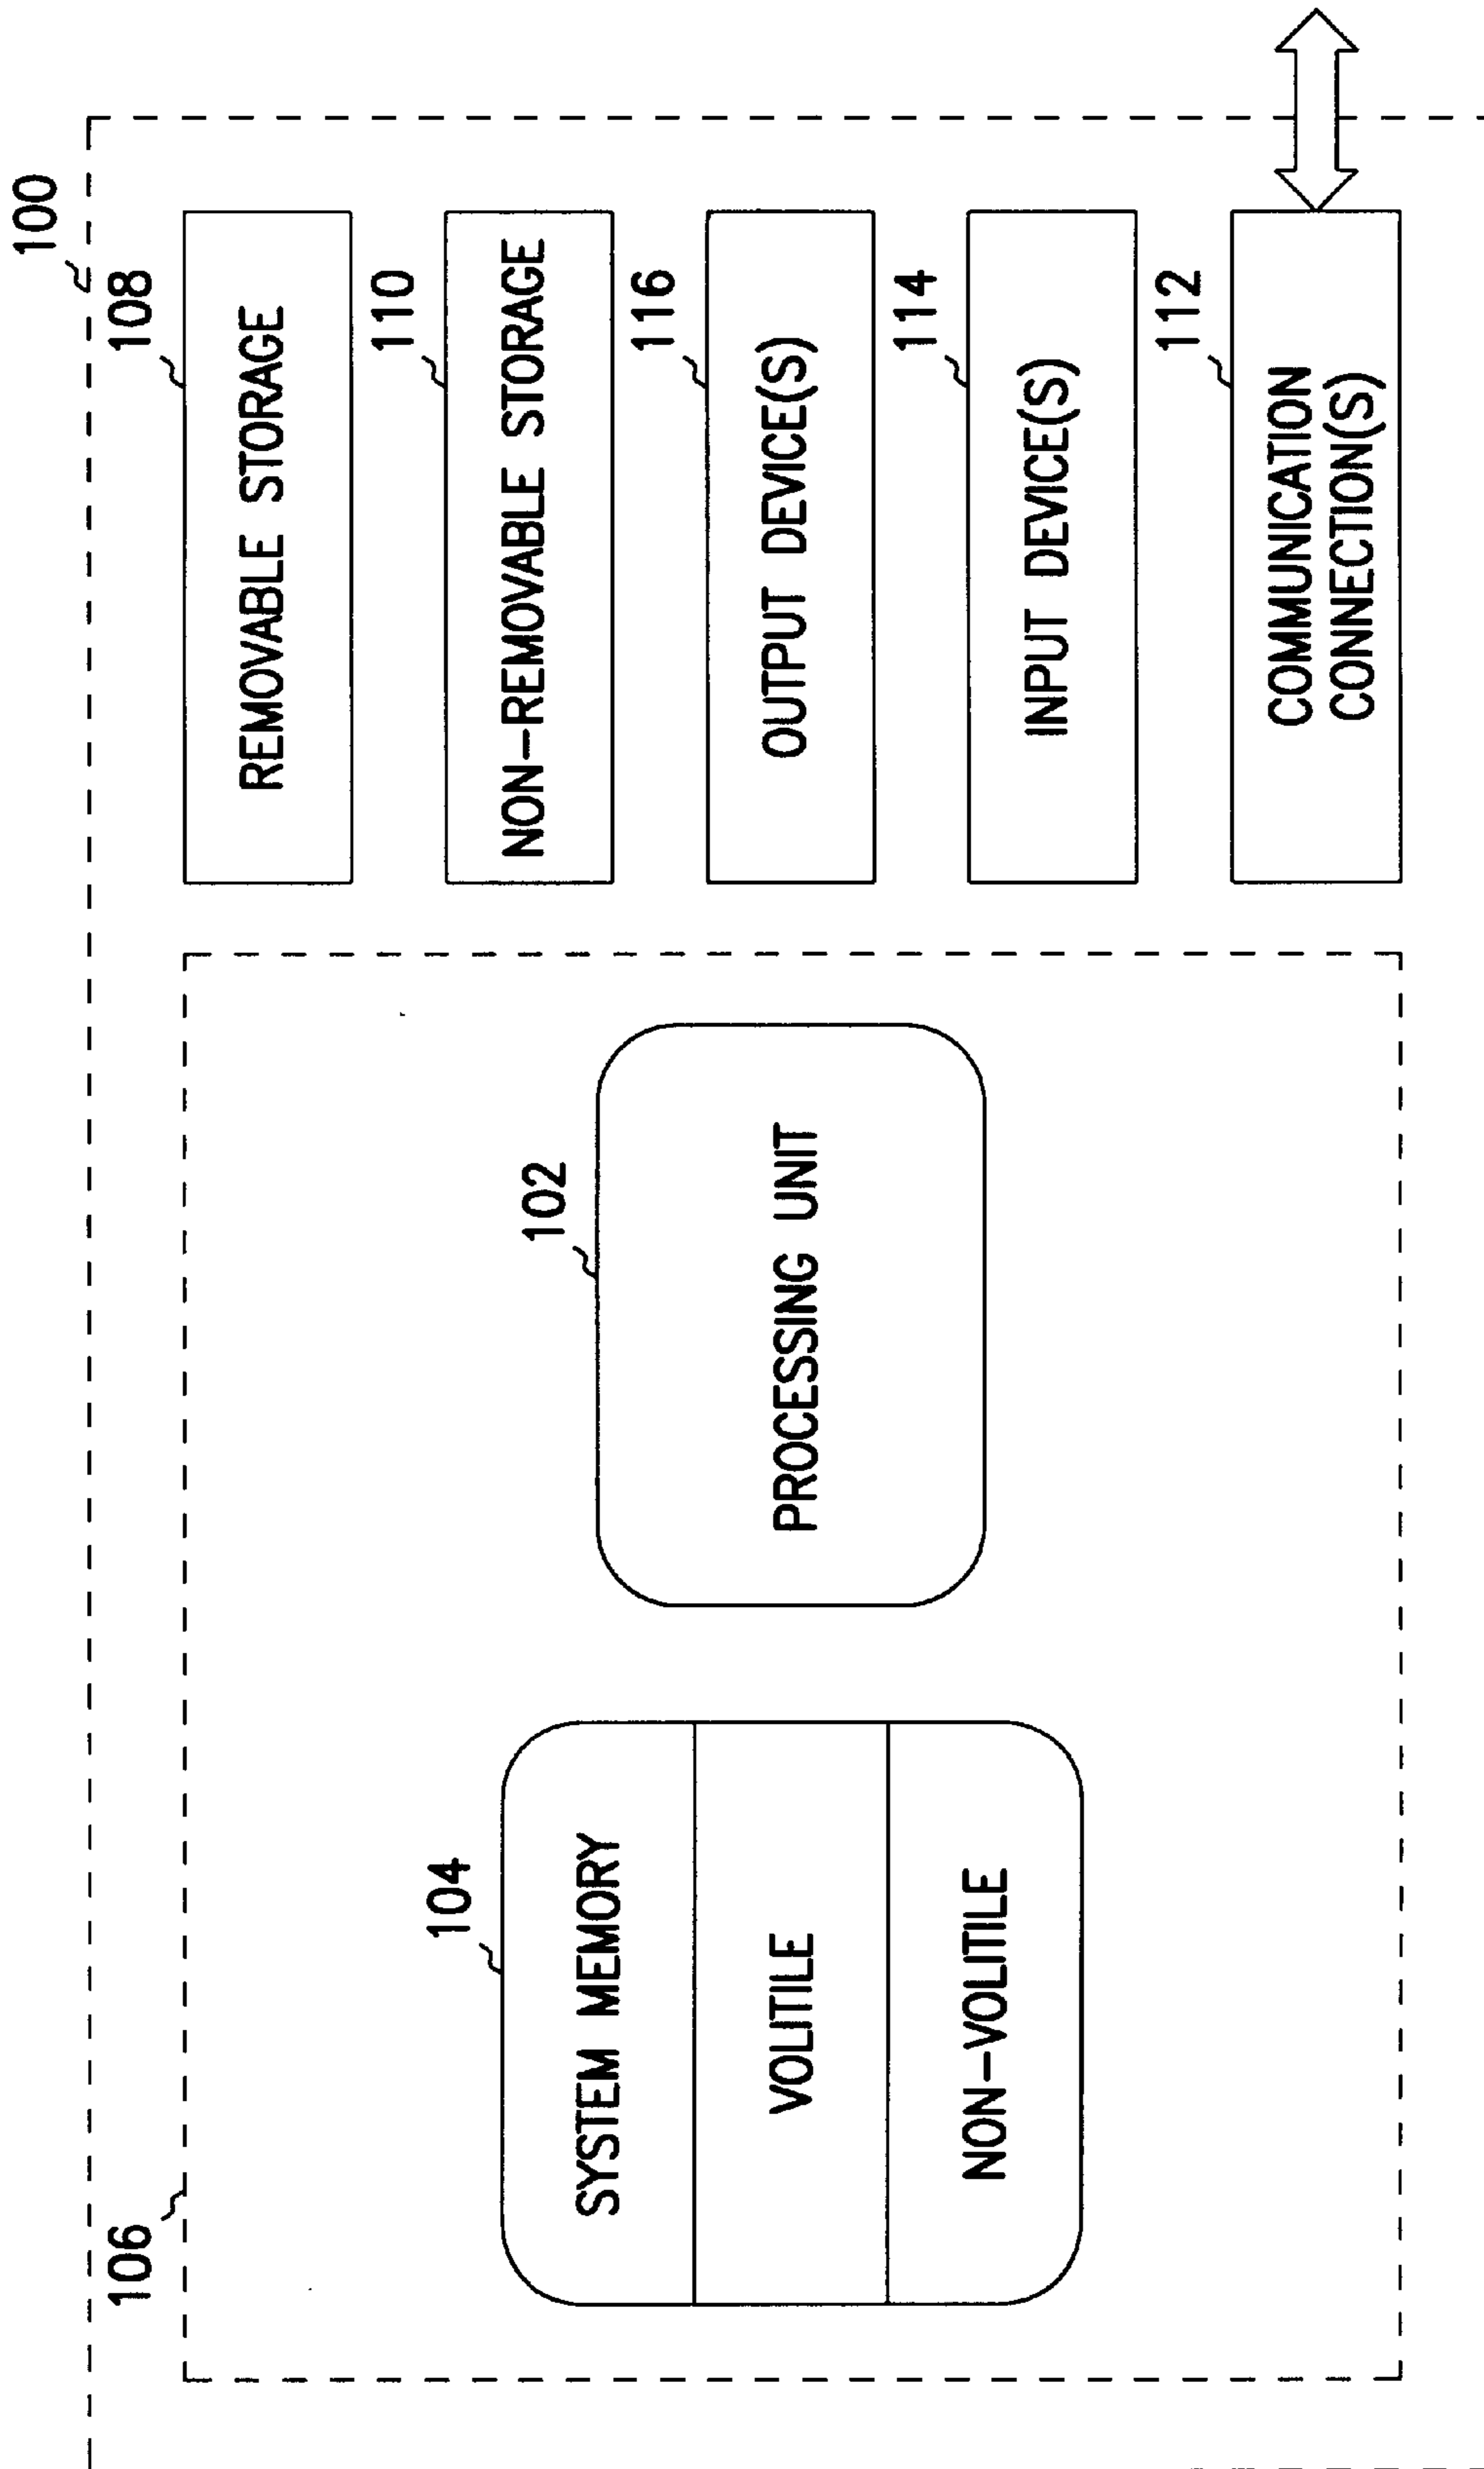 100
106
108
REMOVABLE STORAGE
104
SYSTEM MEMORY
VOLITILE
NON-VOLITILE
102
PROCESSING UNIT
110
NON-REMOVABLE STORAGE
116
OUTPUT DEVICE(S)
114
INPUT DEVICE(S)
112
COMMUNICATION
CONNECTION(S)